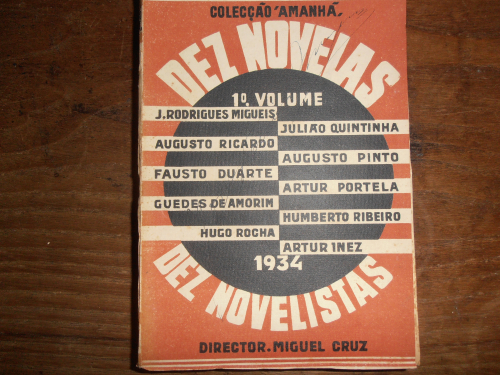 COLECÇÃO 'AMANHÃ'
DEZ NOVELAS
1º. VOLUME
J. RODRIGUES MIGUEIS
JULIÃO QUINTINHA
AUGUSTO RICARDO
AUGUSTO PINTO
FAUSTO DUARTE
ARTUR PORTELA
GUEDES DE AMORIM
HUMBERTO RIBEIRO
HUGO ROCHA
ARTUR INEZ
1934
DEZ NOVELISTAS
DIRECTOR. MIGUEL CRUZ